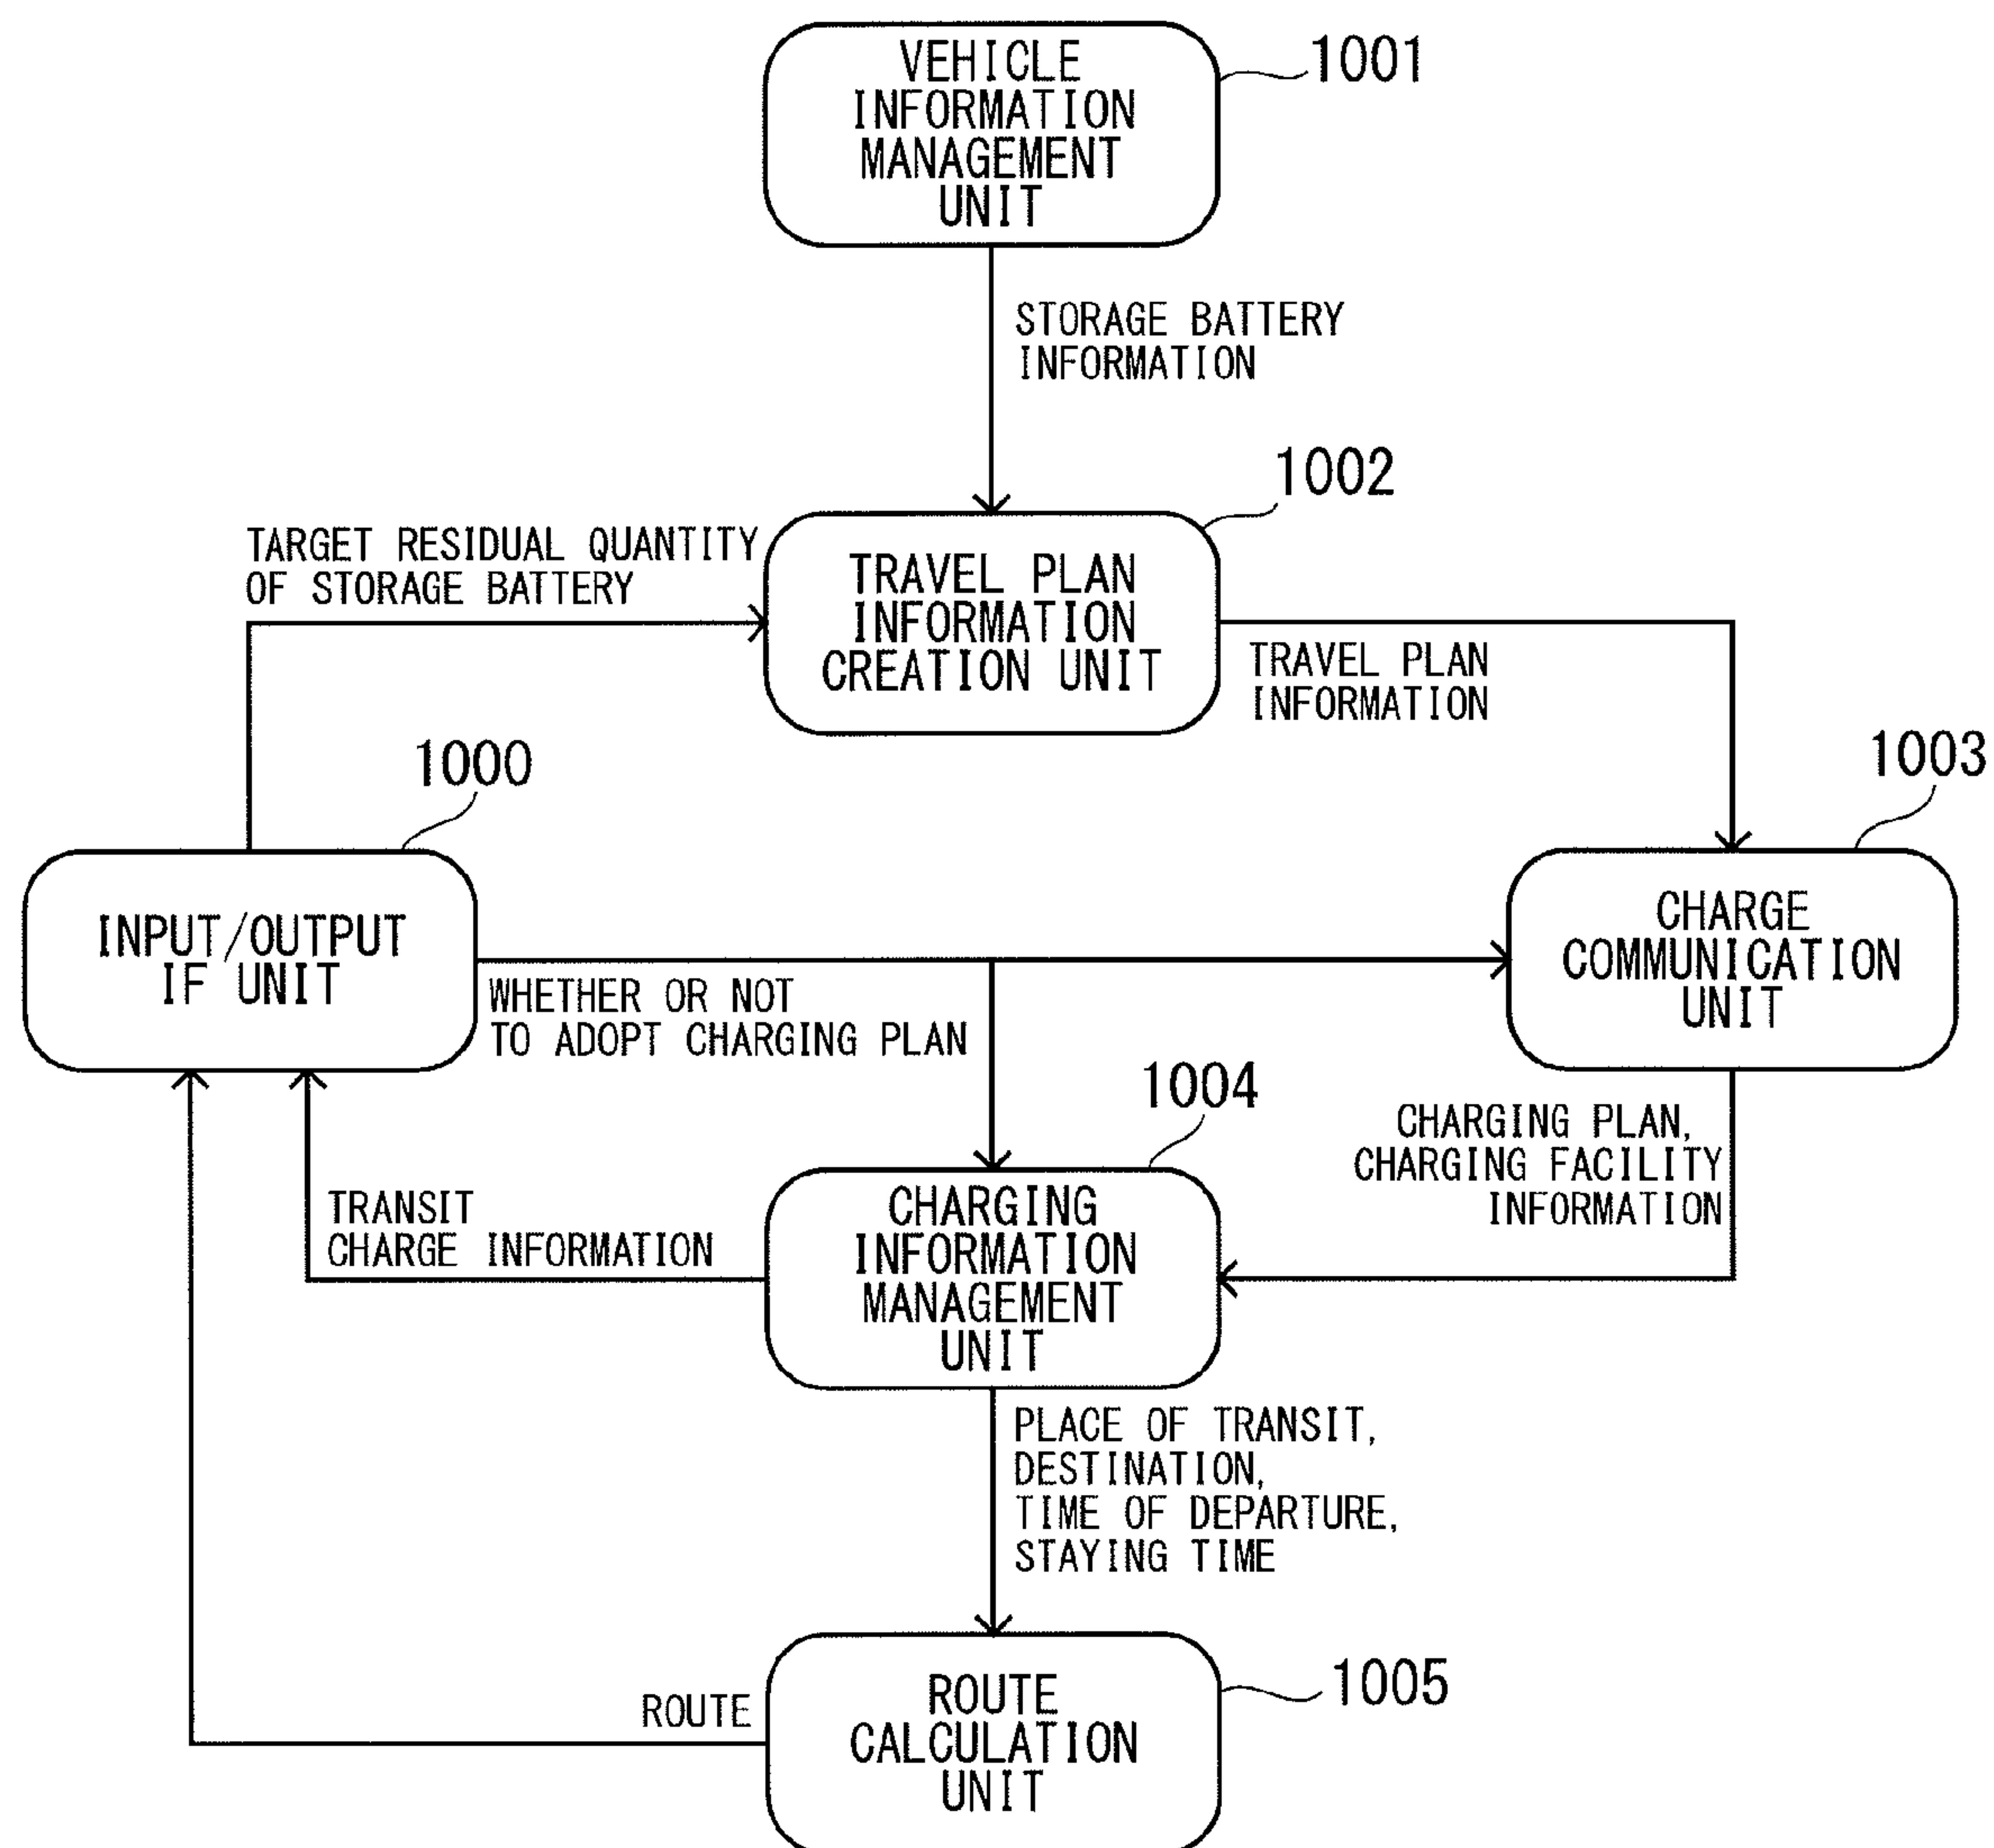 VEHICLE
INFORMATION
MANAGEMENT
UNIT
1001
STORAGE BATTERY
INFORMATION
1002
TARGET RESIDUAL QUANTITY
OF STORAGE BATTERY
TRAVEL PLAN
INFORMATION
CREATION UNIT
TRAVEL PLAN
INFORMATION
1000
1003
INPUT/OUTPUT
IF UNIT
WHETHER OR NOT
TO ADOPT CHARGING PLAN
CHARGE
COMMUNICATION
UNIT
1004
CHARGING PLAN,
CHARGING FACILITY
INFORMATION
TRANSIT
CHARGE INFORMATION
CHARGING
INFORMATION
MANAGEMENT
UNIT
PLACE OF TRANSIT,
DESTINATION,
TIME OF DEPARTURE,
STAYING TIME
ROUTE
ROUTE
CALCULATION
UNIT
1005